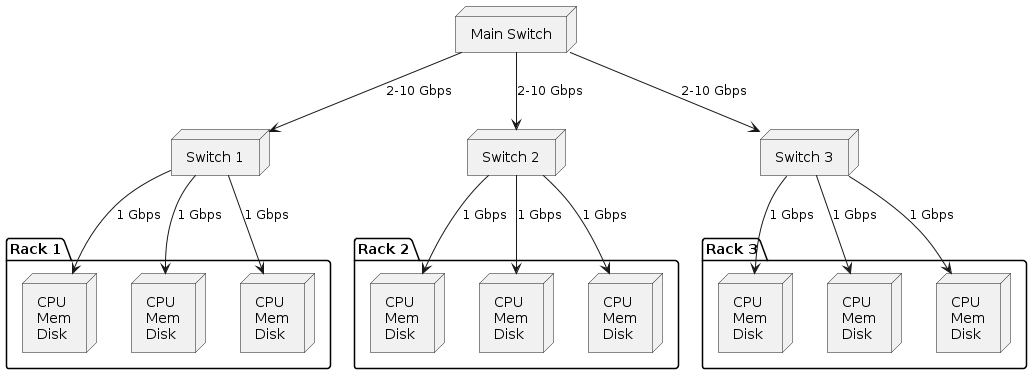 Main Switch
2-10 Gbps
2-10 Gbps
2-10 Gbps
Switch 1
Switch 2
Switch 3
1 Gbps
1 Gbps
1 Gbps
1 Gbps
1 Gbps
1 Gbps
1 Gbps
1 Gbps
1 Gbps
Rack 1
CPU
Mem
Disk
CPU
Mem
Disk
CPU
Mem
Disk
Rack 2
CPU
Mem
Disk
CPU
Mem
Disk
CPU
Mem
Disk
Rack 3
CPU
Mem
Disk
CPU
Mem
Disk
CPU
Mem
Disk